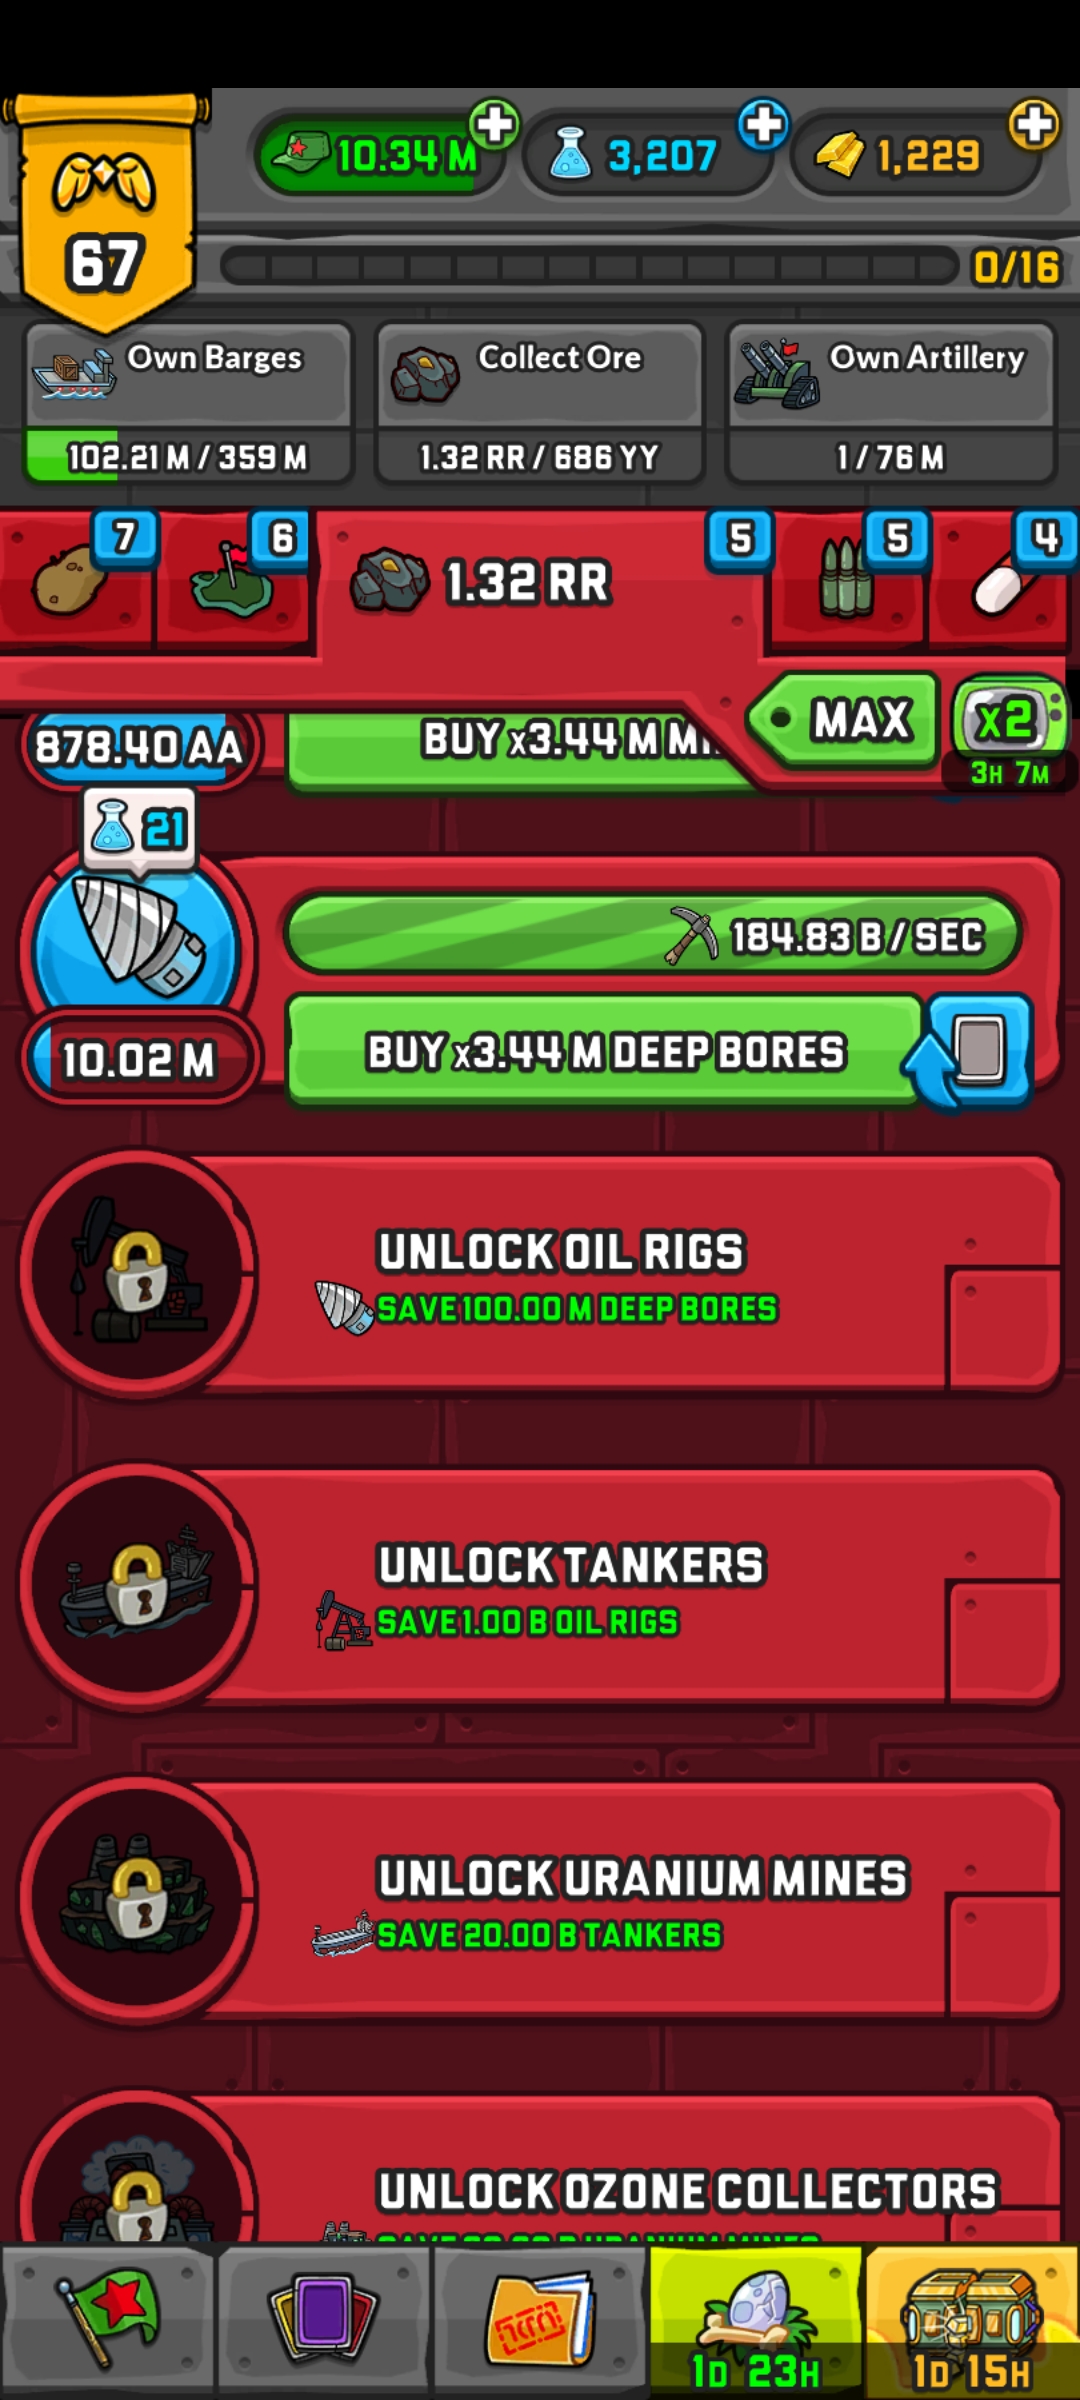 10.34 M
3,207
1,229
67
0/16
Own Barges
Collect Ore
Own Artillery
102.21 M / 359 M
1.32 RR / 686 YY
1 / 76 M
7
6
1.32 RR
5
5
4
MAX
x2
3H 7M
878.40 AA
BUY x3.44 M
21
184.83 B / SEC
10.02 M
BUY x3.44 M DEEP BORES
UNLOCK OIL RIGS
SAVE 100.00 M DEEP BORES
UNLOCK TANKERS
SAVE 1.00 B OIL RIGS
UNLOCK URANIUM MINES
SAVE 20.00 B TANKERS
UNLOCK OZONE COLLECTORS
1D 23H
1D 15H